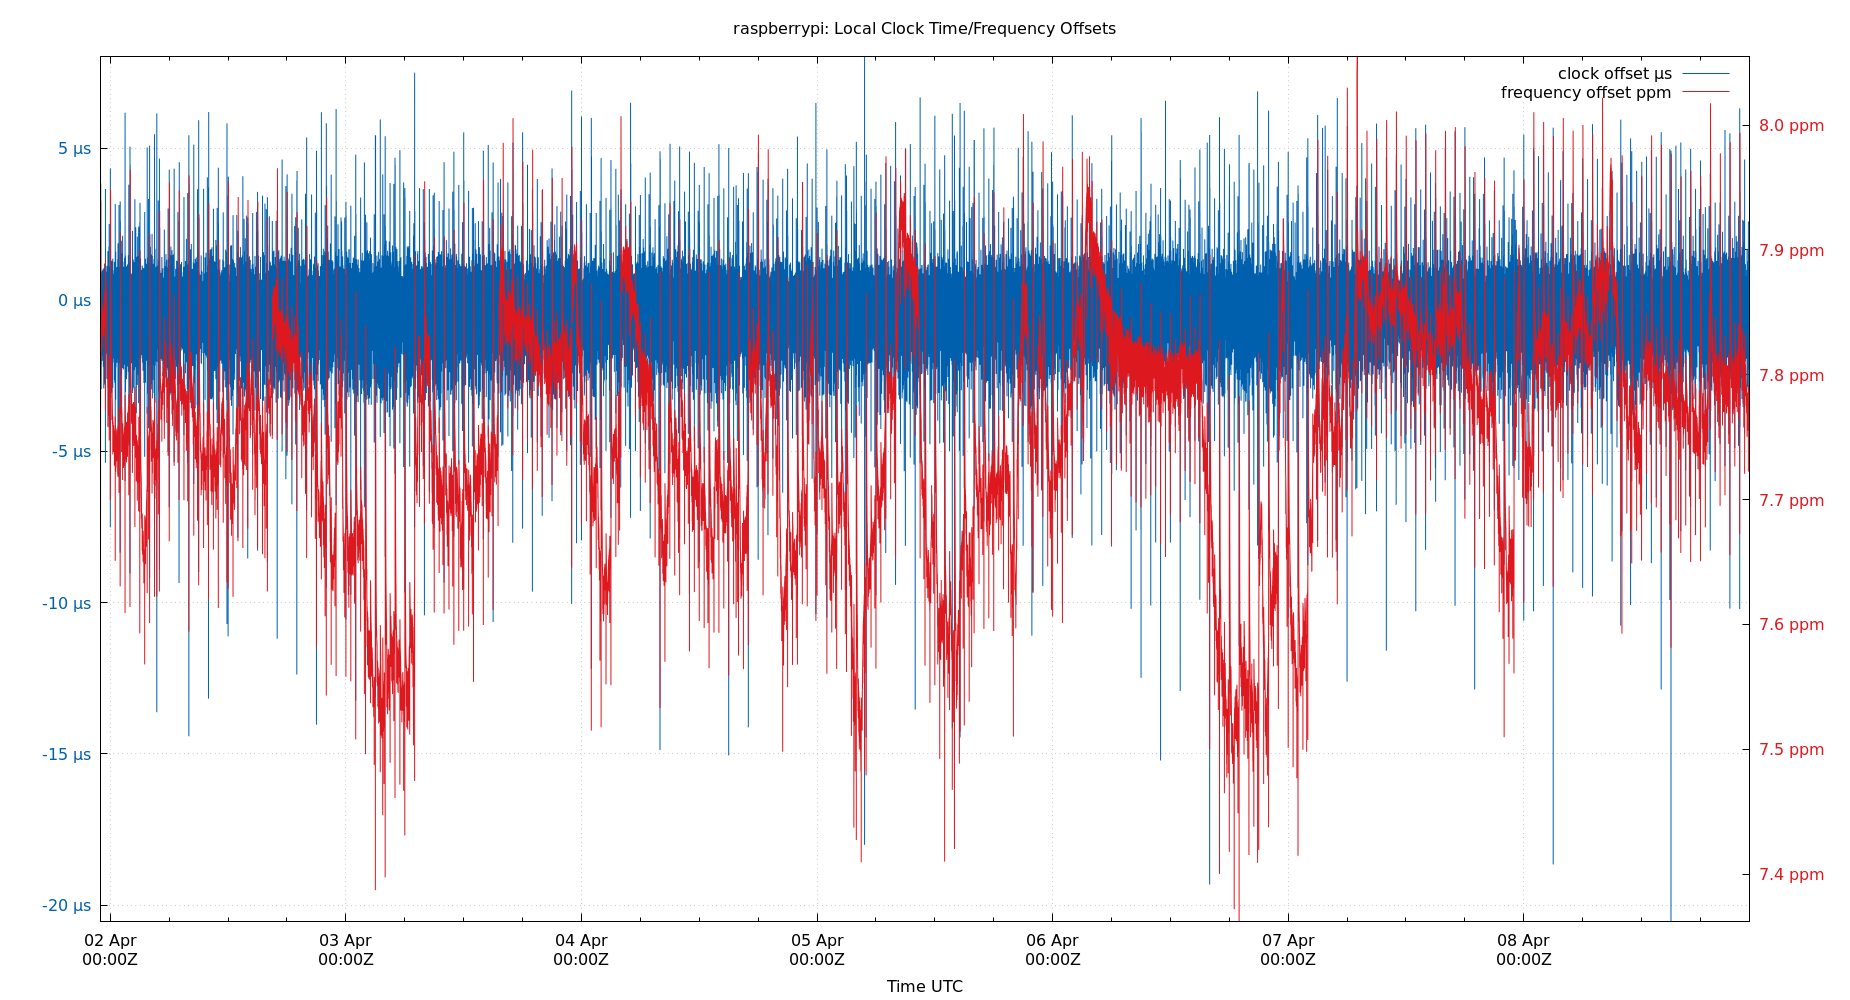 raspberrypi: Local Clock Time/Frequency Offsets
clock offset µs
frequency offset ppm
5 µs
0 µs
-5 µs
-10 µs
-15 µs
-20 µs
8.0 ppm
7.9 ppm
7.8 ppm
7.7 ppm
7.6 ppm
7.5 ppm
7.4 ppm
02 Apr 03 Apr 04 Apr 05 Apr 06 Apr 07 Apr 08 Apr
00:00Z 00:00Z 00:00Z 00:00Z 00:00Z 00:00Z 00:00Z
Time UTC